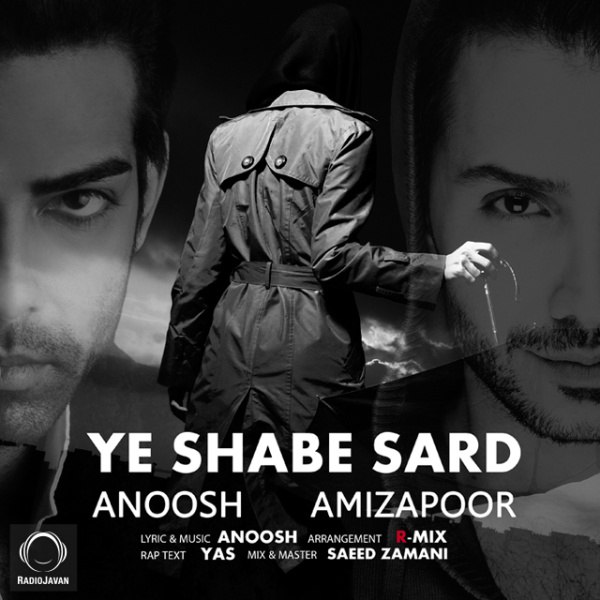 YE SHABE SARD
ANOOSH AMIZAPOOR
LYRIC & MUSIC ANOOSH ARRANGEMENT R-MIX
RAP TEXT YAS MIX & MASTER SAEED ZAMANI
RADIOJAVAN